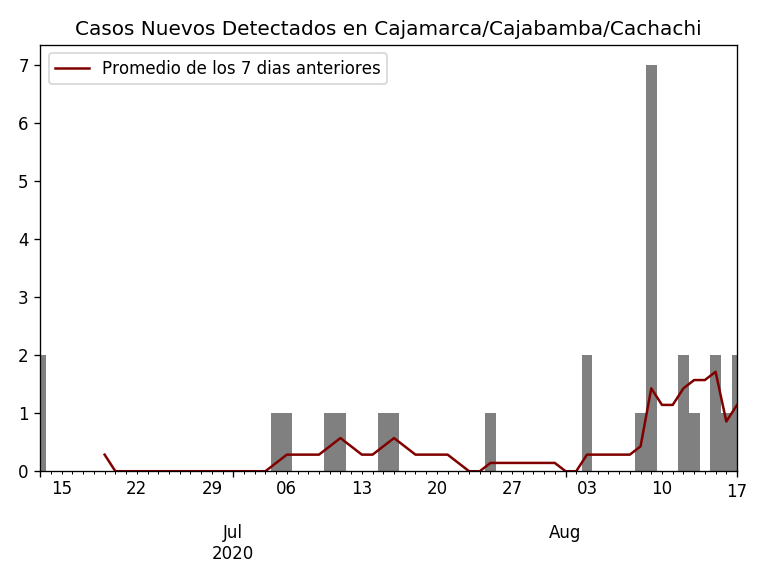 Casos Nuevos Detectados en Cajamarca/Cajabamba/Cachachi
Promedio de los 7 dias anteriores
7
6
5
4
3
2
1
0
15 22 29 06 13 20 27 03 10 17
Jul Aug
2020